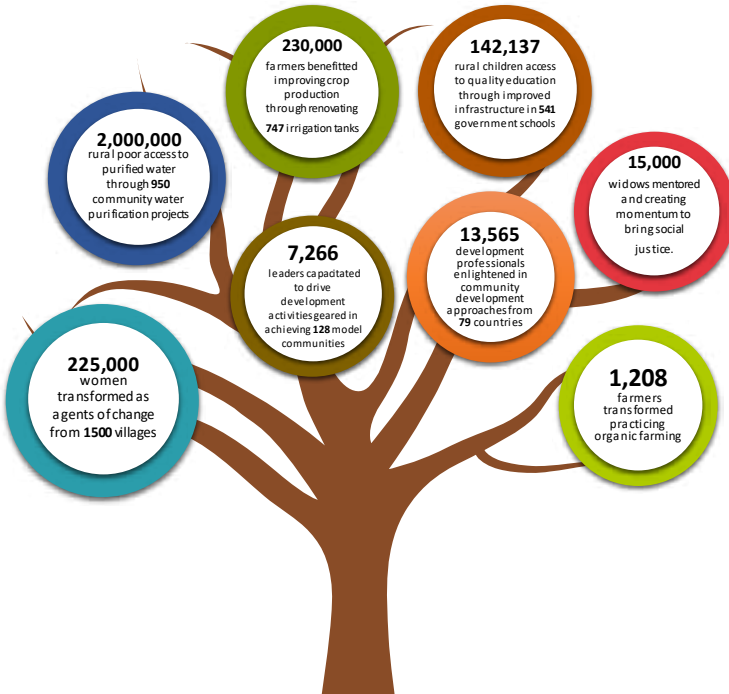 230,000
farmers benefitted
improving crop
production
through renovating
747 irrigation tanks
142,137
rural children access
to quality education
through improved
infrastructure in 541
government schools
2,000,000
rural poor access to
purified water
through 950
community water
purification projects
15,000
widows mentored
and creating
momentum to
bring social
justice.
7,266
leaders capacitated
to drive
development
activities geared in
achieving 128 model
communities
13,565
development
professionals
enlightened in
community
development
approaches from
79 countries
225,000
women
transformed as
agents of change
from 1500 villages
1,208
farmers
transformed
practicing
organic farming